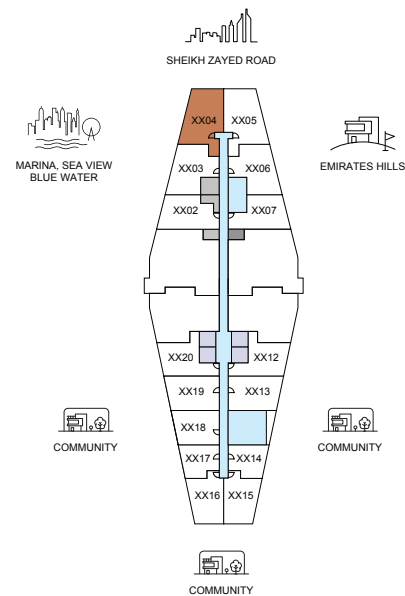 SHEIKH ZAYED ROAD
XX04
XX05
MARINA, SEA VIEW
BLUE WATER
EMIRATES HILLS
XX03
XX06
XX02
XX07
XX20
XX12
XX19
XX13
XX18
COMMUNITY
COMMUNITY
XX17
XX14
XX16
XX15
COMMUNITY